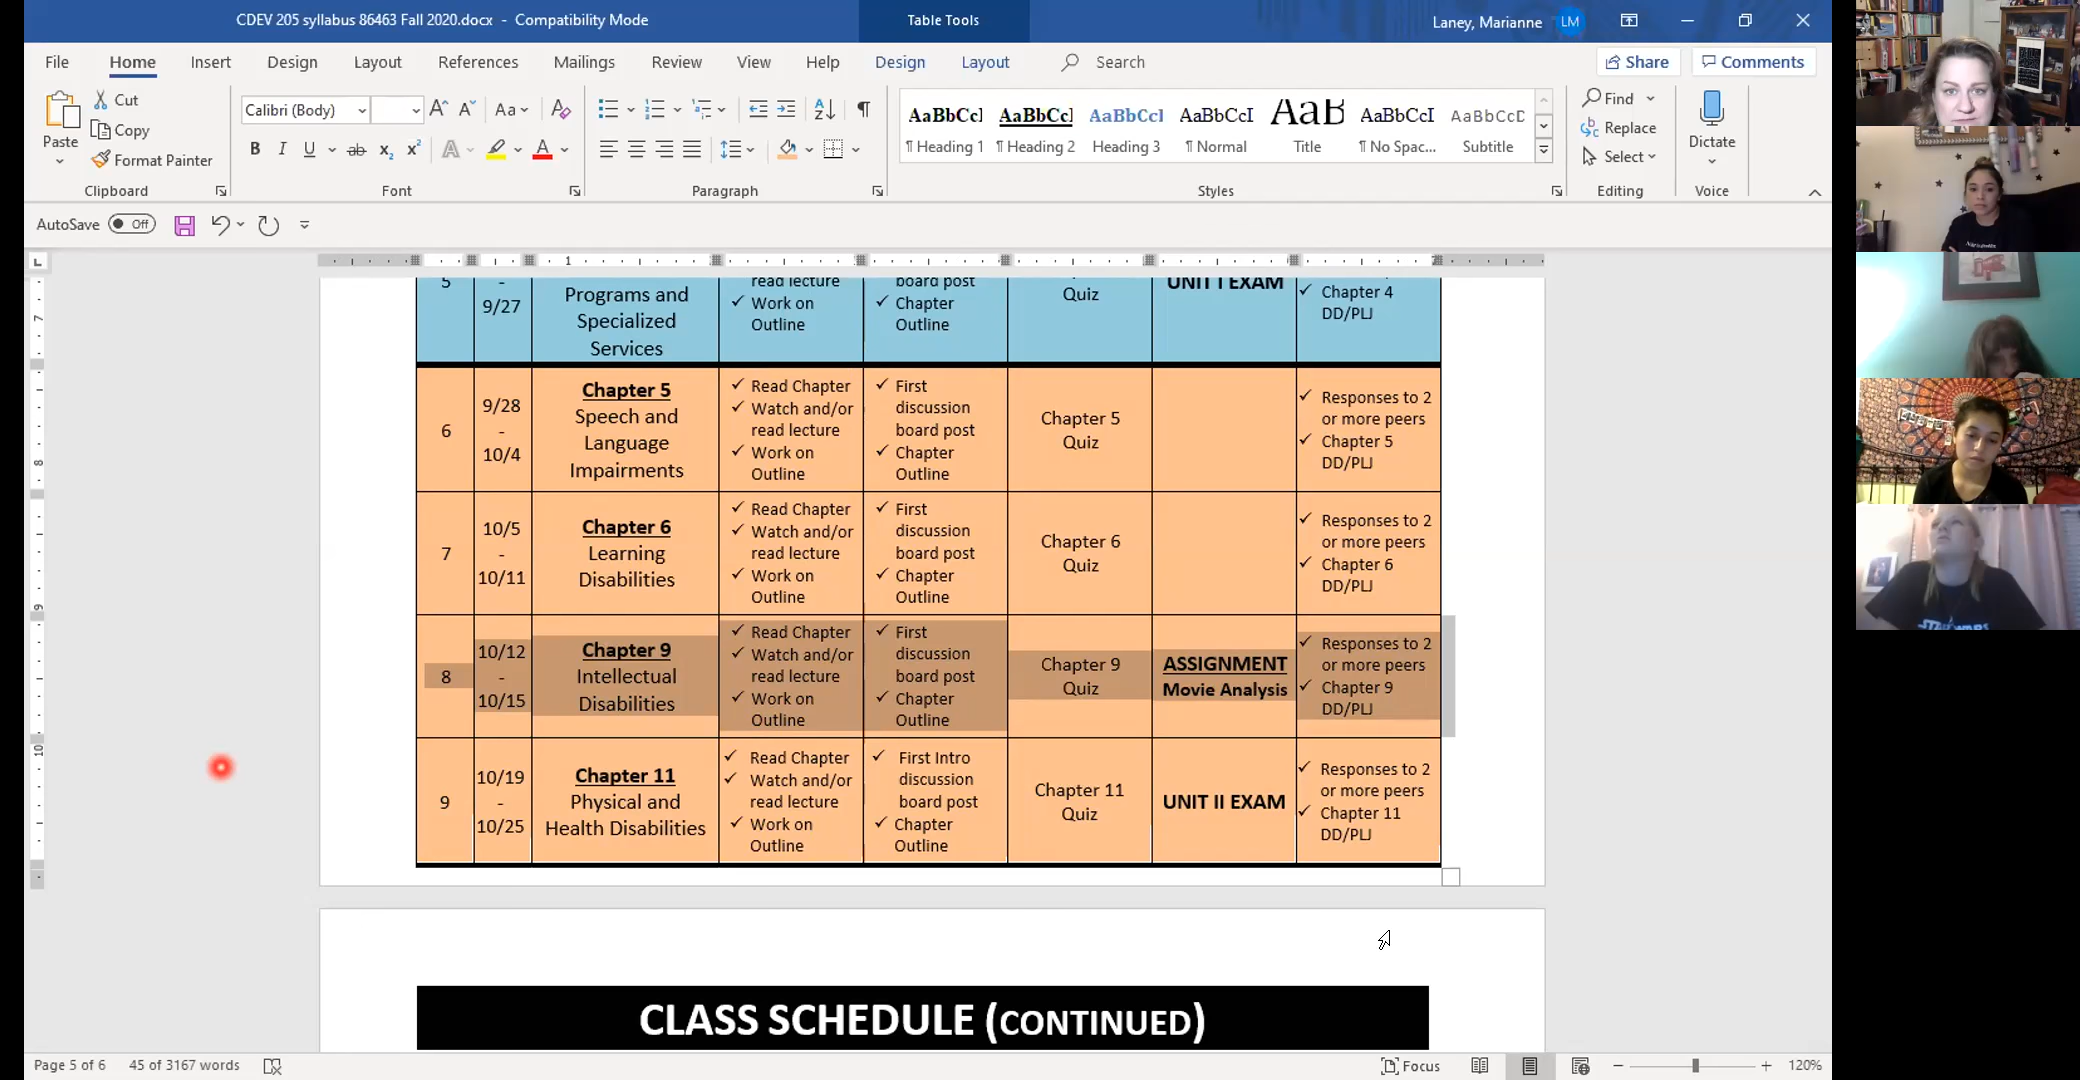 CDEV 205 syllabus 86463 Fall 2020.docx - Compatibility Mode
Table Tools
Laney, Marianne LM
File Home Insert Design Layout References Mailings Review View Help Design Layout Search
Share Comments
Paste
Cut
Copy
Format Painter
Clipboard
Calibri (Body)
Font
Paragraph
AaBbCcI AaBbCcI AaBbCcI AaBbCcI AaB AaBbCcI AaBbCcD
¶ Heading 1 ¶ Heading 2 Heading 3 ¶ Normal Title ¶ No Spac... Subtitle
Styles
Find
Replace
Select
Editing
Dictate
Voice
AutoSave Off
5
-
9/27
Programs and
Specialized
Services
read lecture
Work on
Outline
board post
Chapter
Outline
Quiz
UNIT I EXAM
Chapter 4
DD/PLJ
6
9/28
-
10/4
Chapter 5
Speech and
Language
Impairments
Read Chapter
Watch and/or
read lecture
Work on
Outline
First
discussion
board post
Chapter
Outline
Chapter 5
Quiz
Responses to 2
or more peers
Chapter 5
DD/PLJ
7
10/5
-
10/11
Chapter 6
Learning
Disabilities
Read Chapter
Watch and/or
read lecture
Work on
Outline
First
discussion
board post
Chapter
Outline
Chapter 6
Quiz
Responses to 2
or more peers
Chapter 6
DD/PLJ
8
10/12
-
10/15
Chapter 9
Intellectual
Disabilities
Read Chapter
Watch and/or
read lecture
Work on
Outline
First
discussion
board post
Chapter
Outline
Chapter 9
Quiz
ASSIGNMENT
Movie Analysis
Responses to 2
or more peers
Chapter 9
DD/PLJ
9
10/19
-
10/25
Chapter 11
Physical and
Health Disabilities
Read Chapter
Watch and/or
read lecture
Work on
Outline
First Intro
discussion
board post
Chapter
Outline
Chapter 11
Quiz
UNIT II EXAM
Responses to 2
or more peers
Chapter 11
DD/PLJ
CLASS SCHEDULE (CONTINUED)
Page 5 of 6 45 of 3167 words
Focus
120%